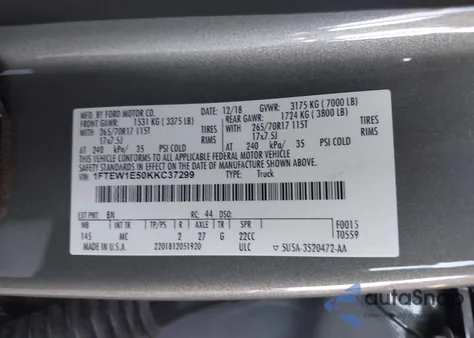 MFD. BY FORD MOTOR CO.
DATE: 12/18 GVWR: 3175 KG ( 7000 LB)
FRONT GAWR: 1531 KG ( 3375 LB)
REAR GAWR: 1724 KG ( 3800 LB)
265/70R17 115T TIRES
265/70R17 115T TIRES
17x7.5J RIMS
17x7.5J RIMS
AT 240 kPa/ 35 PSI COLD
AT 240 kPa/ 35 PSI COLD
THIS VEHICLE CONFORMS TO ALL APPLICABLE FEDERAL MOTOR VEHICLE
SAFETY STANDARDS IN EFFECT ON THE DATE OF MANUFACTURE SHOWN ABOVE.
VIN: 1FTEW1E50KKC37299
TYPE: Truck
EXT PNT: BN RC: 44 DSO:
WB INT TR TP/PS R AXLE TR SPR
145 MC 2 27 G 22CC
F0015
T0559
MADE IN U.S.A. 2201812051920 ULC
5U5A-3520472-AA
autaSnap